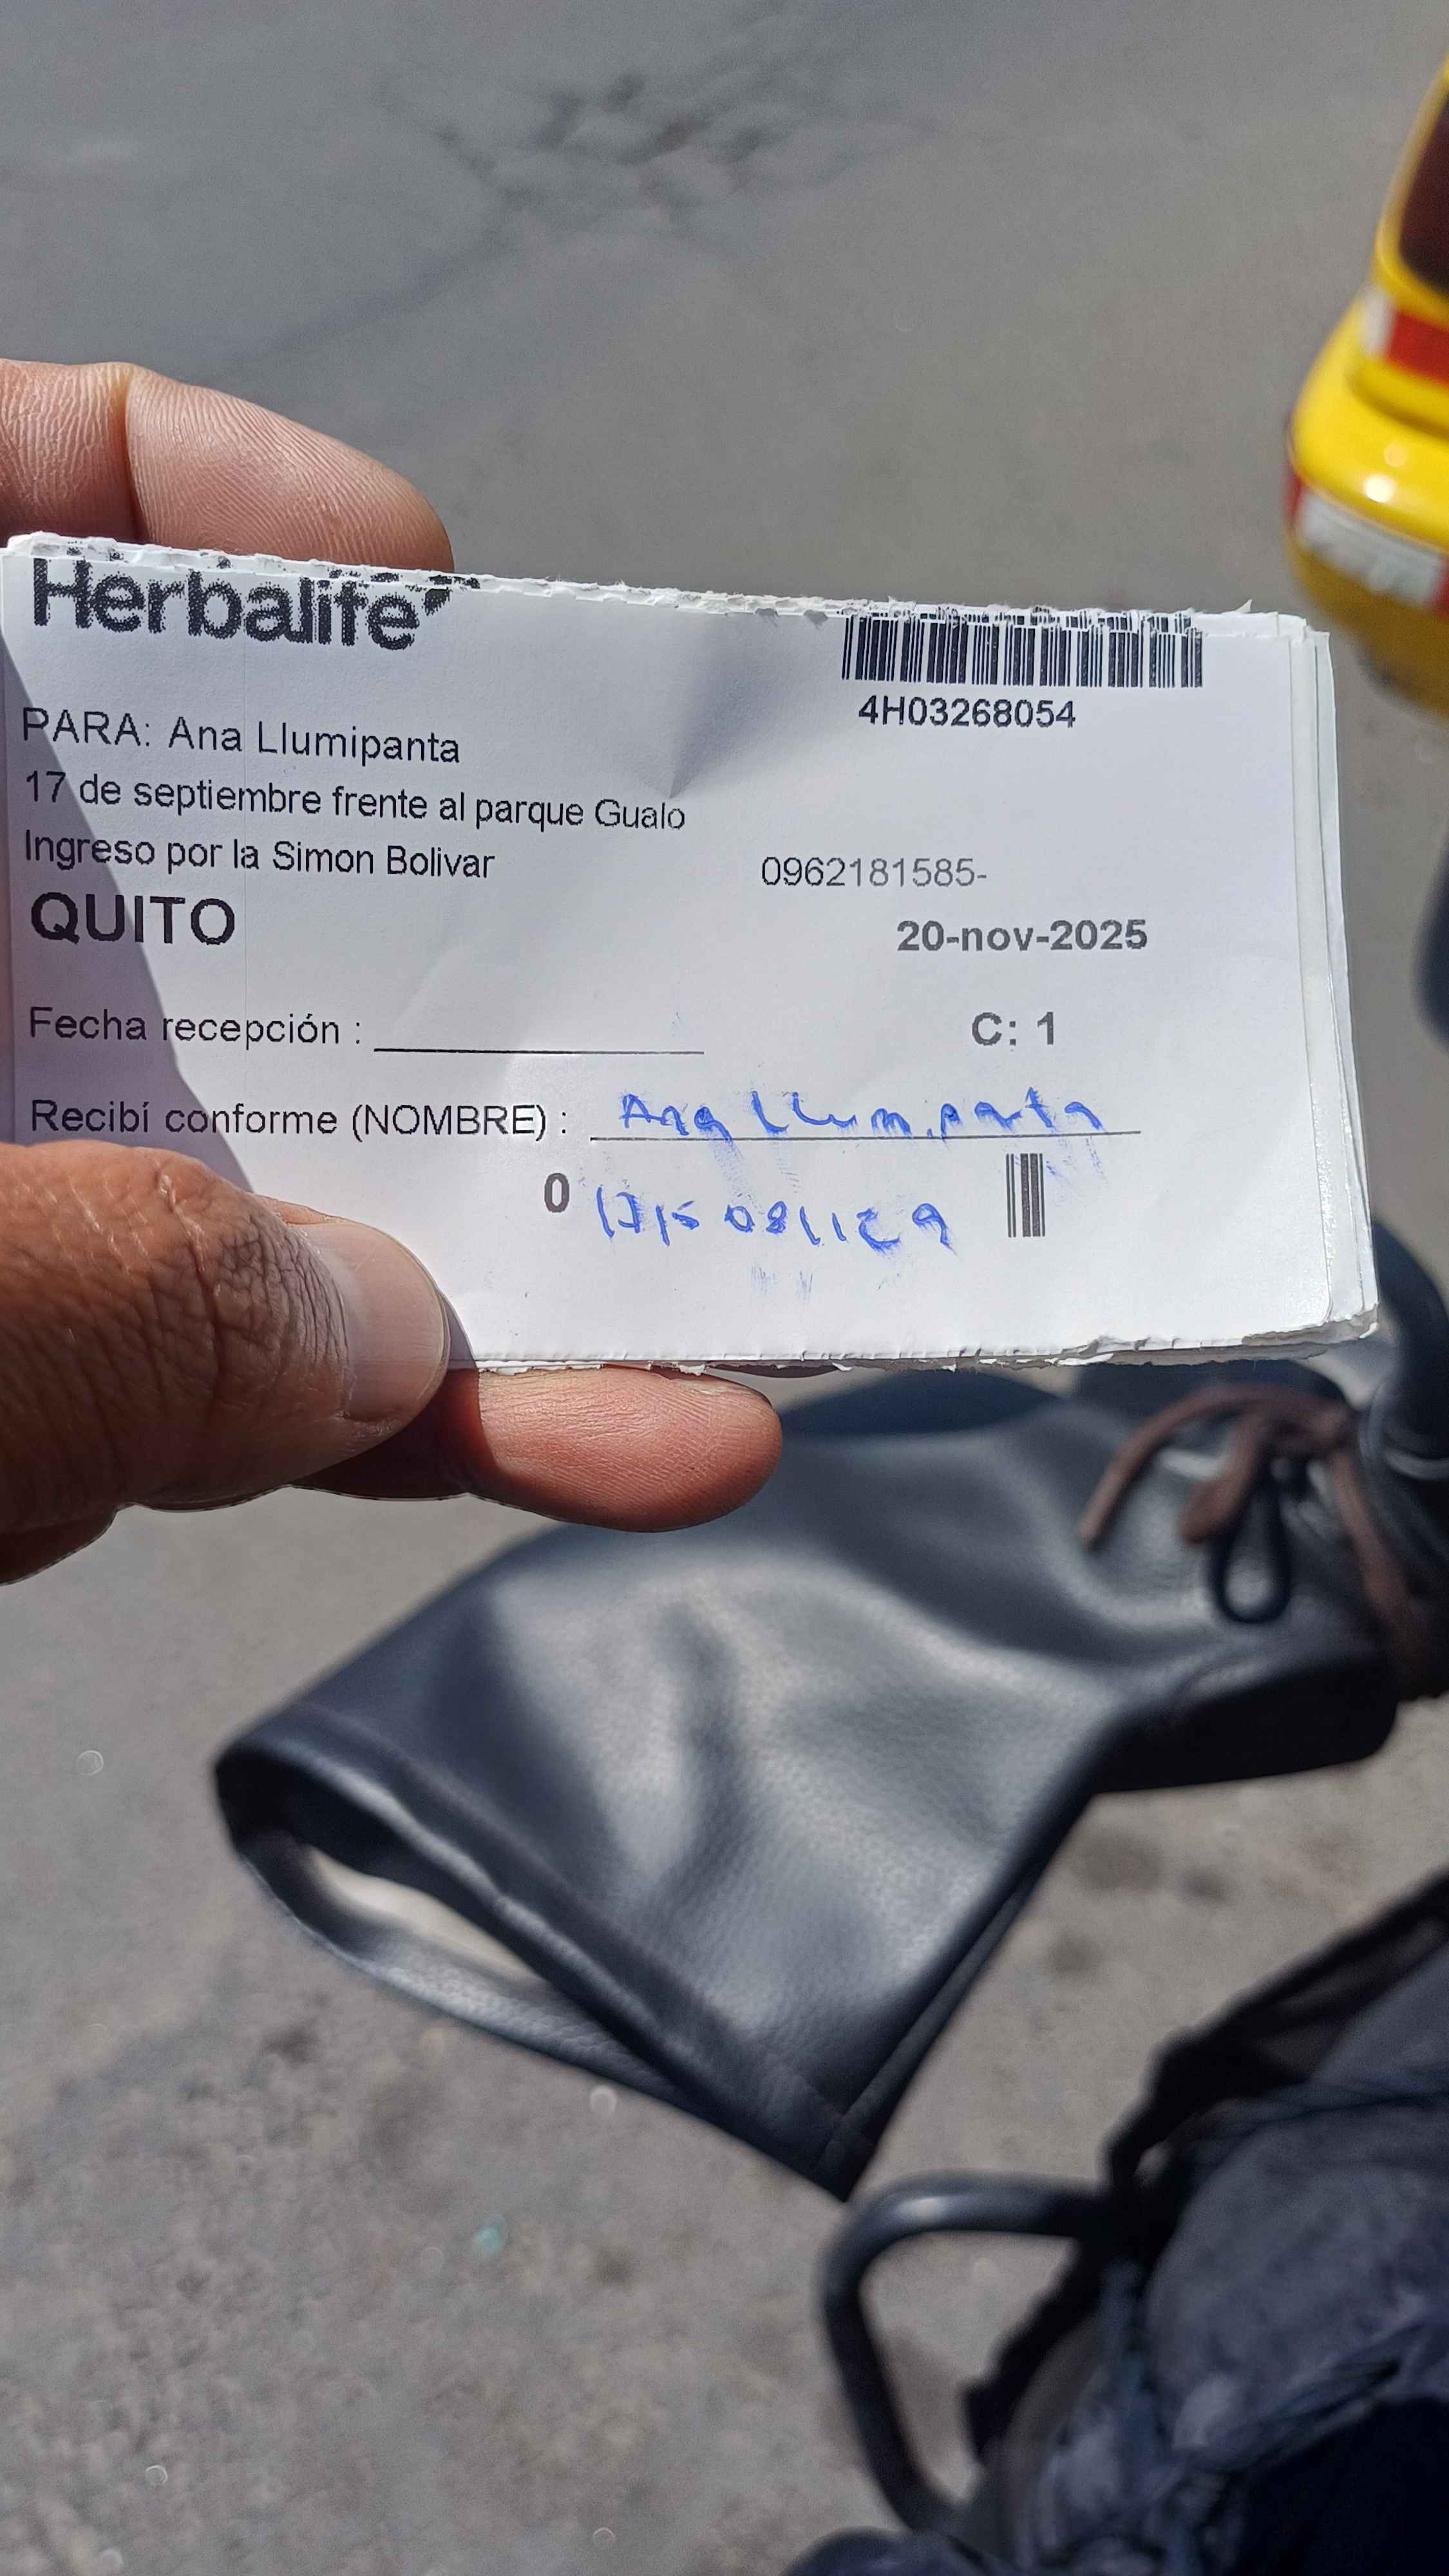 Herbalife
4H03268054
PARA: Ana Llumipanta
17 de septiembre frente al parque Gualo
Ingreso por la Simon Bolivar
0962181585-
QUITO
20-nov-2025
Fecha recepción :
C: 1
Recibí conforme (NOMBRE) : Ana Llumipanta
0